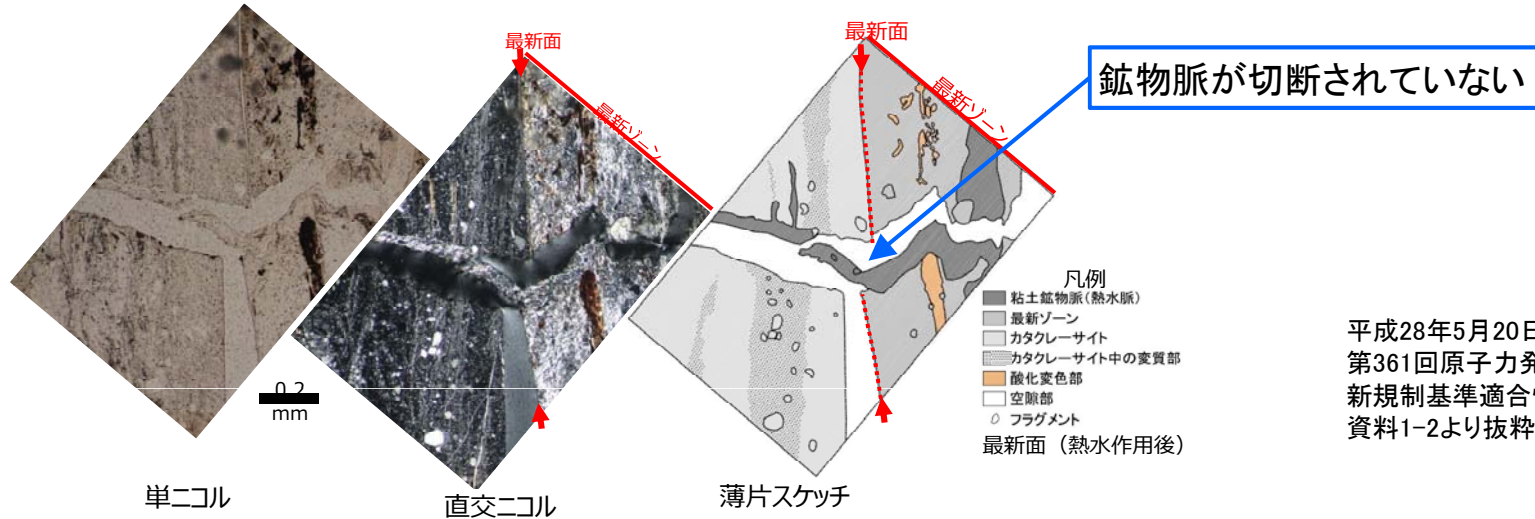 最新面
最新ゾーン
最新面
最新ゾーン
鉱物脈が切断されていない
0.2
mm
凡例
粘土鉱物脈(熱水脈)
最新ゾーン
カタクレーサイト
カタクレーサイト中の変質部
酸化変色部
空隙部
フラグメント
最新面（熱水作用後）
平成28年5月20日
第361回原子力発
新規制基準適合
資料1-2より抜粋
単ニコル
直交ニコル
薄片スケッチ